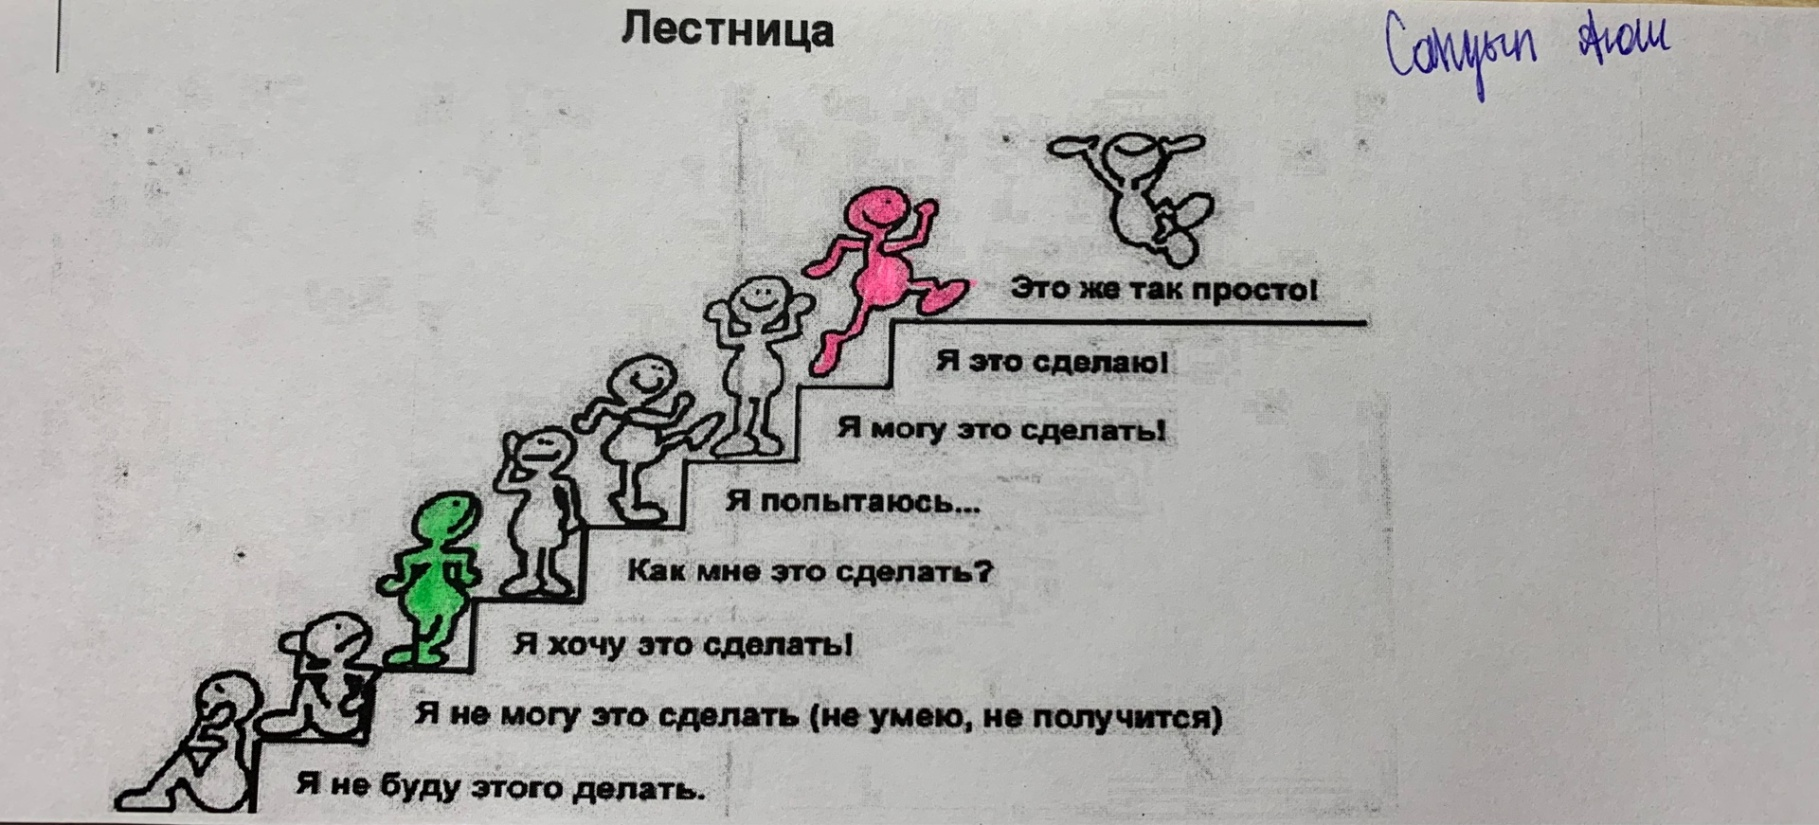 Лестница
Аюш
Это же так просто!
Я это сделаю!
Я могу это сделать!
Я попытаюсь...
Как мне это сделать?
Я хочу это сделать!
Я не могу это сделать (не умею, не получится)
Я не буду этого делать.